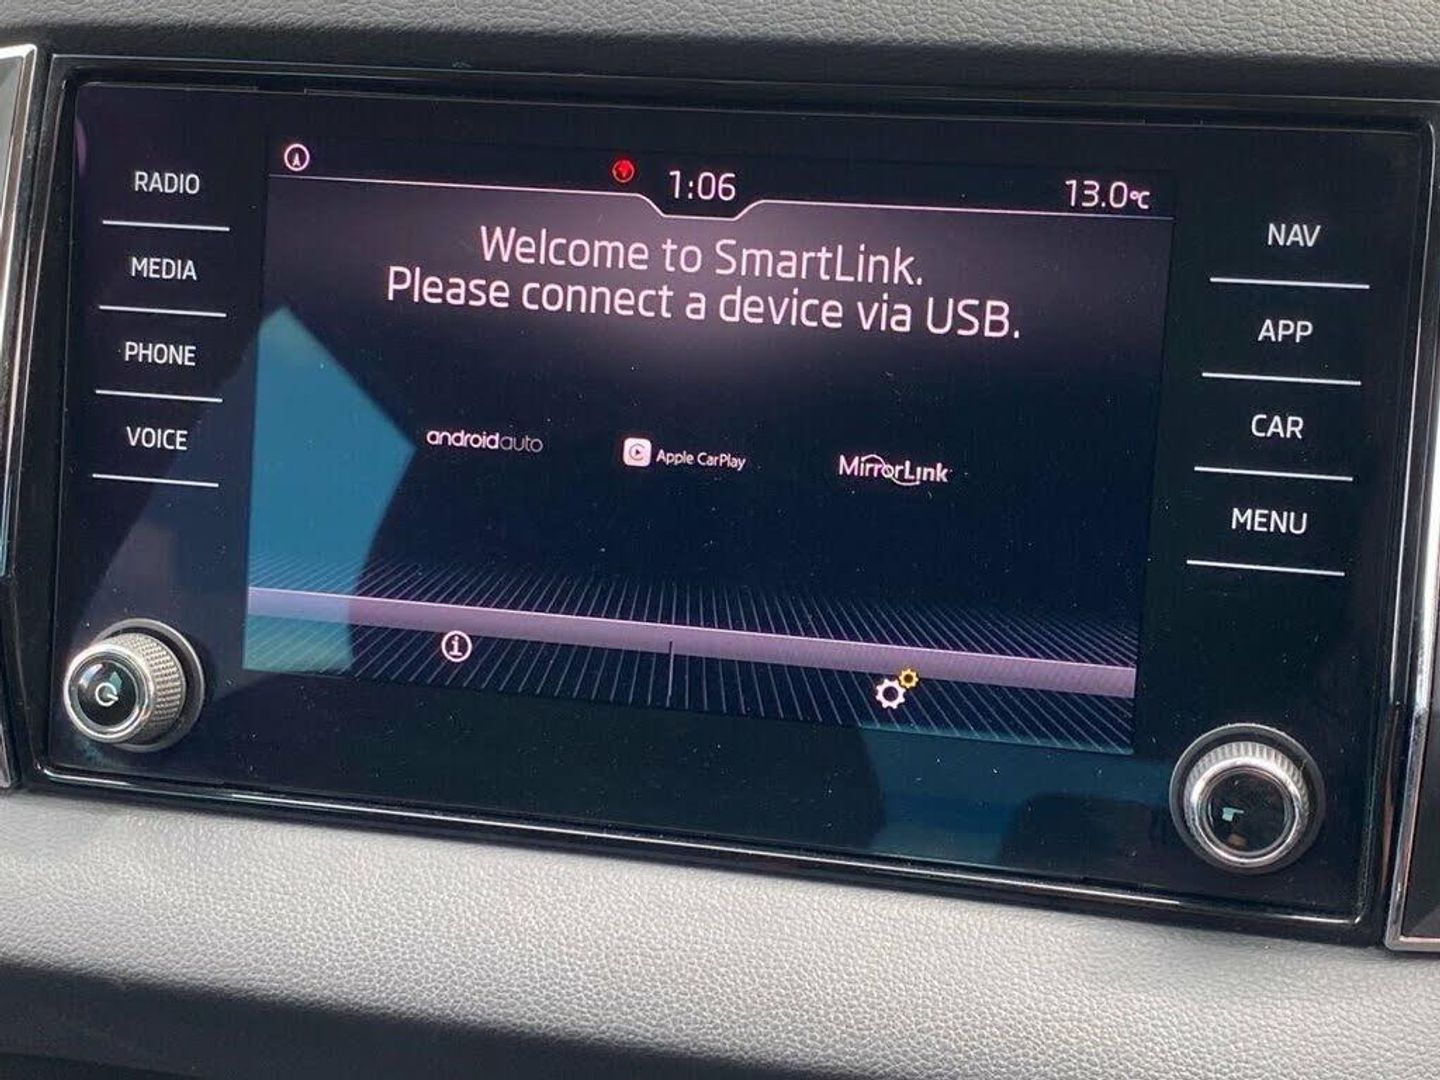 RADIO
MEDIA
PHONE
VOICE
1:06
13.0°C
Welcome to SmartLink.
Please connect a device via USB.
androidauto
Apple CarPlay
MirrorLink
NAV
APP
CAR
MENU